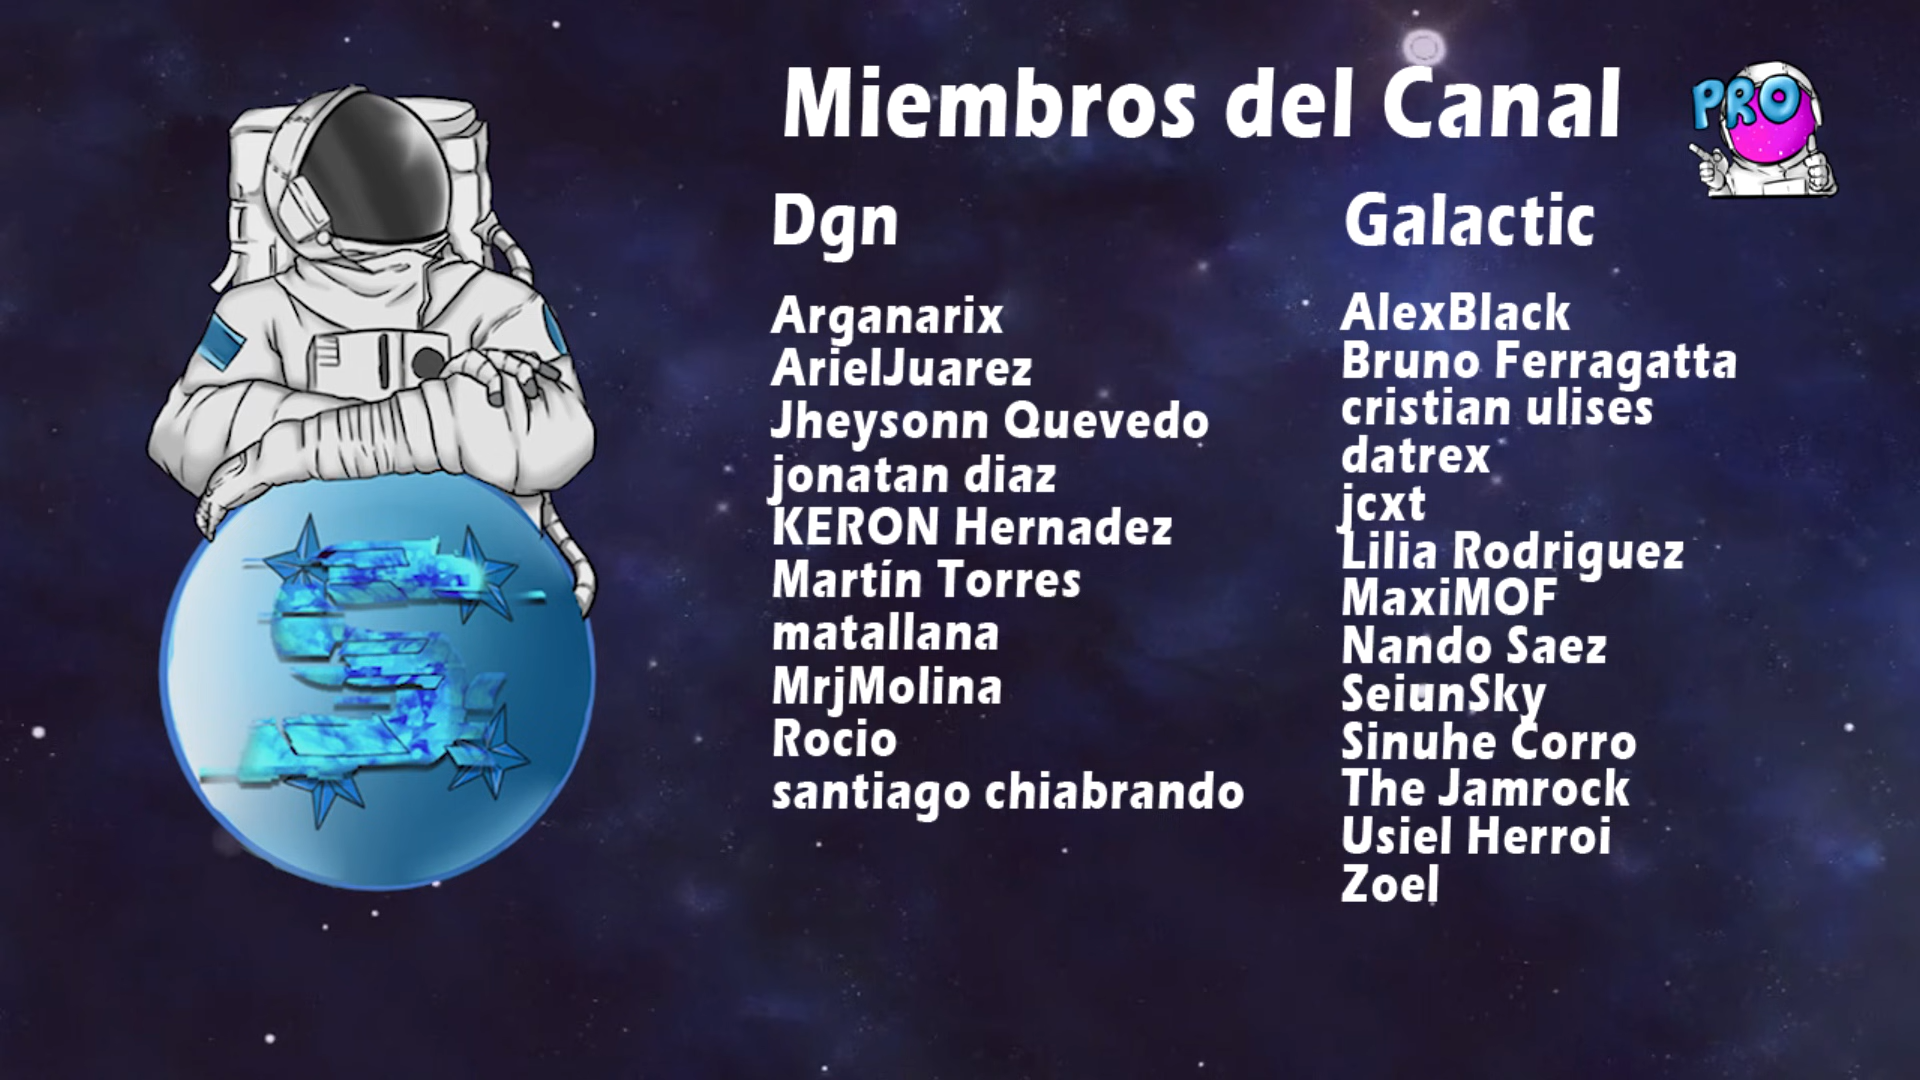 Miembros del Canal
PRO
Dgn
Arganarix
ArielJuarez
Jheysonn Quevedo
jonatan diaz
KERON Hernadez
Martín Torres
matallana
MrjMolina
Rocio
santiago chiabrando
Galactic
AlexBlack
Bruno Ferragatta
cristian ulises
datrex
jcxt
Lilia Rodriguez
MaxiMOF
Nando Saez
SeiunSky
Sinuhe Corro
The Jamrock
Usiel Herroi
Zoel
S